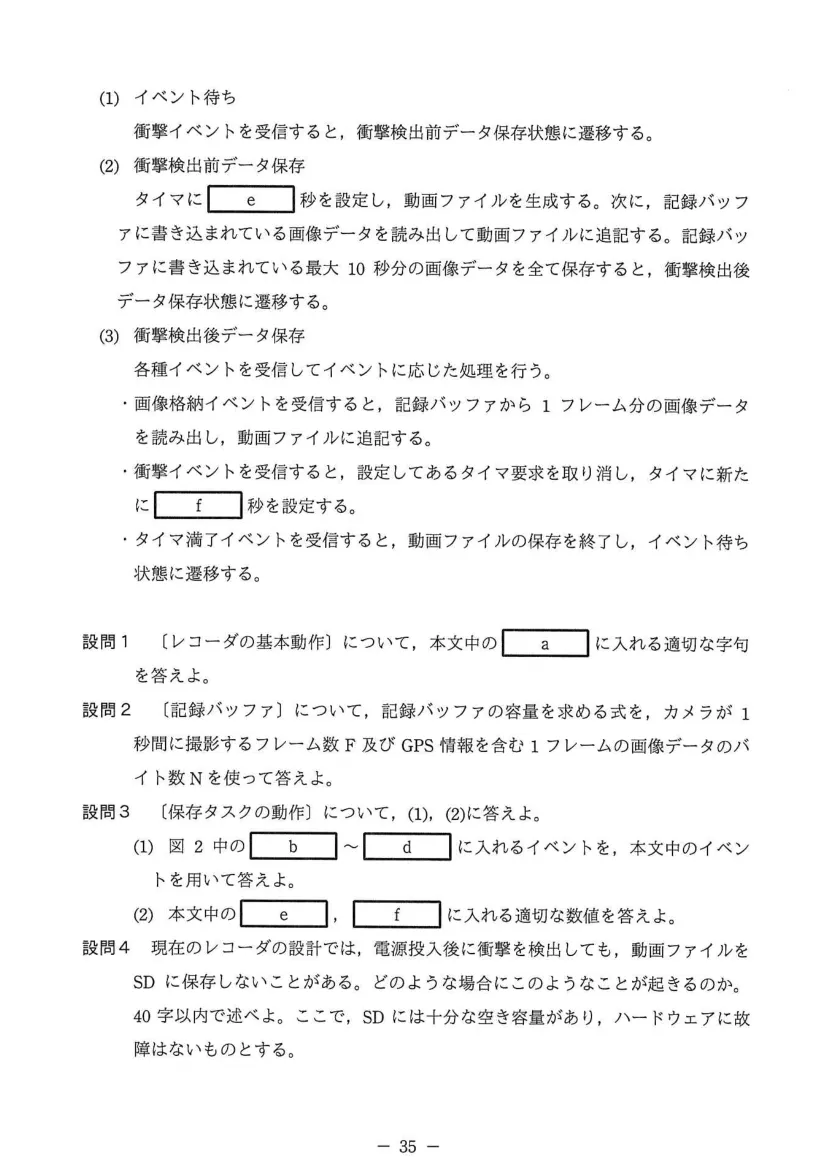 (1) イベント待ち
衝撃イベントを受信すると，衝撃検出前データ保存状態に遷移する。
(2) 衝撃検出前データ保存
タイマに e 秒を設定し，動画ファイルを生成する。次に，記録バッフ
ァに書き込まれている画像データを読み出して動画ファイルに追記する。記録バッ
ファに書き込まれている最大 10 秒分の画像データを全て保存すると，衝撃検出後
データ保存状態に遷移する。
(3) 衝撃検出後データ保存
各種イベントを受信してイベントに応じた処理を行う。
・画像格納イベントを受信すると，記録バッファから 1 フレーム分の画像データ
を読み出し，動画ファイルに追記する。
・衝撃イベントを受信すると，設定してあるタイマ要求を取り消し，タイマに新た
に f 秒を設定する。
・タイマ満了イベントを受信すると，動画ファイルの保存を終了し，イベント待ち
状態に遷移する。
設問１ 〔レコーダの基本動作〕について，本文中の a に入れる適切な字句
を答えよ。
設問２ 〔記録バッファ〕について，記録バッファの容量を求める式を，カメラが 1
秒間に撮影するフレーム数 F 及び GPS 情報を含む 1 フレームの画像データのバ
イト数 N を使って答えよ。
設問３ 〔保存タスクの動作〕について，(1)，(2)に答えよ。
(1) 図 2 中の b ～ d に入れるイベントを，本文中のイベン
トを用いて答えよ。
(2) 本文中の e ， f に入れる適切な数値を答えよ。
設問４ 現在のレコーダの設計では，電源投入後に衝撃を検出しても，動画ファイルを
SD に保存しないことがある。どのような場合にこのようなことが起きるのか。
40 字以内で述べよ。ここで，SD には十分な空き容量があり，ハードウェアに故
障はないものとする。
－ 35 －